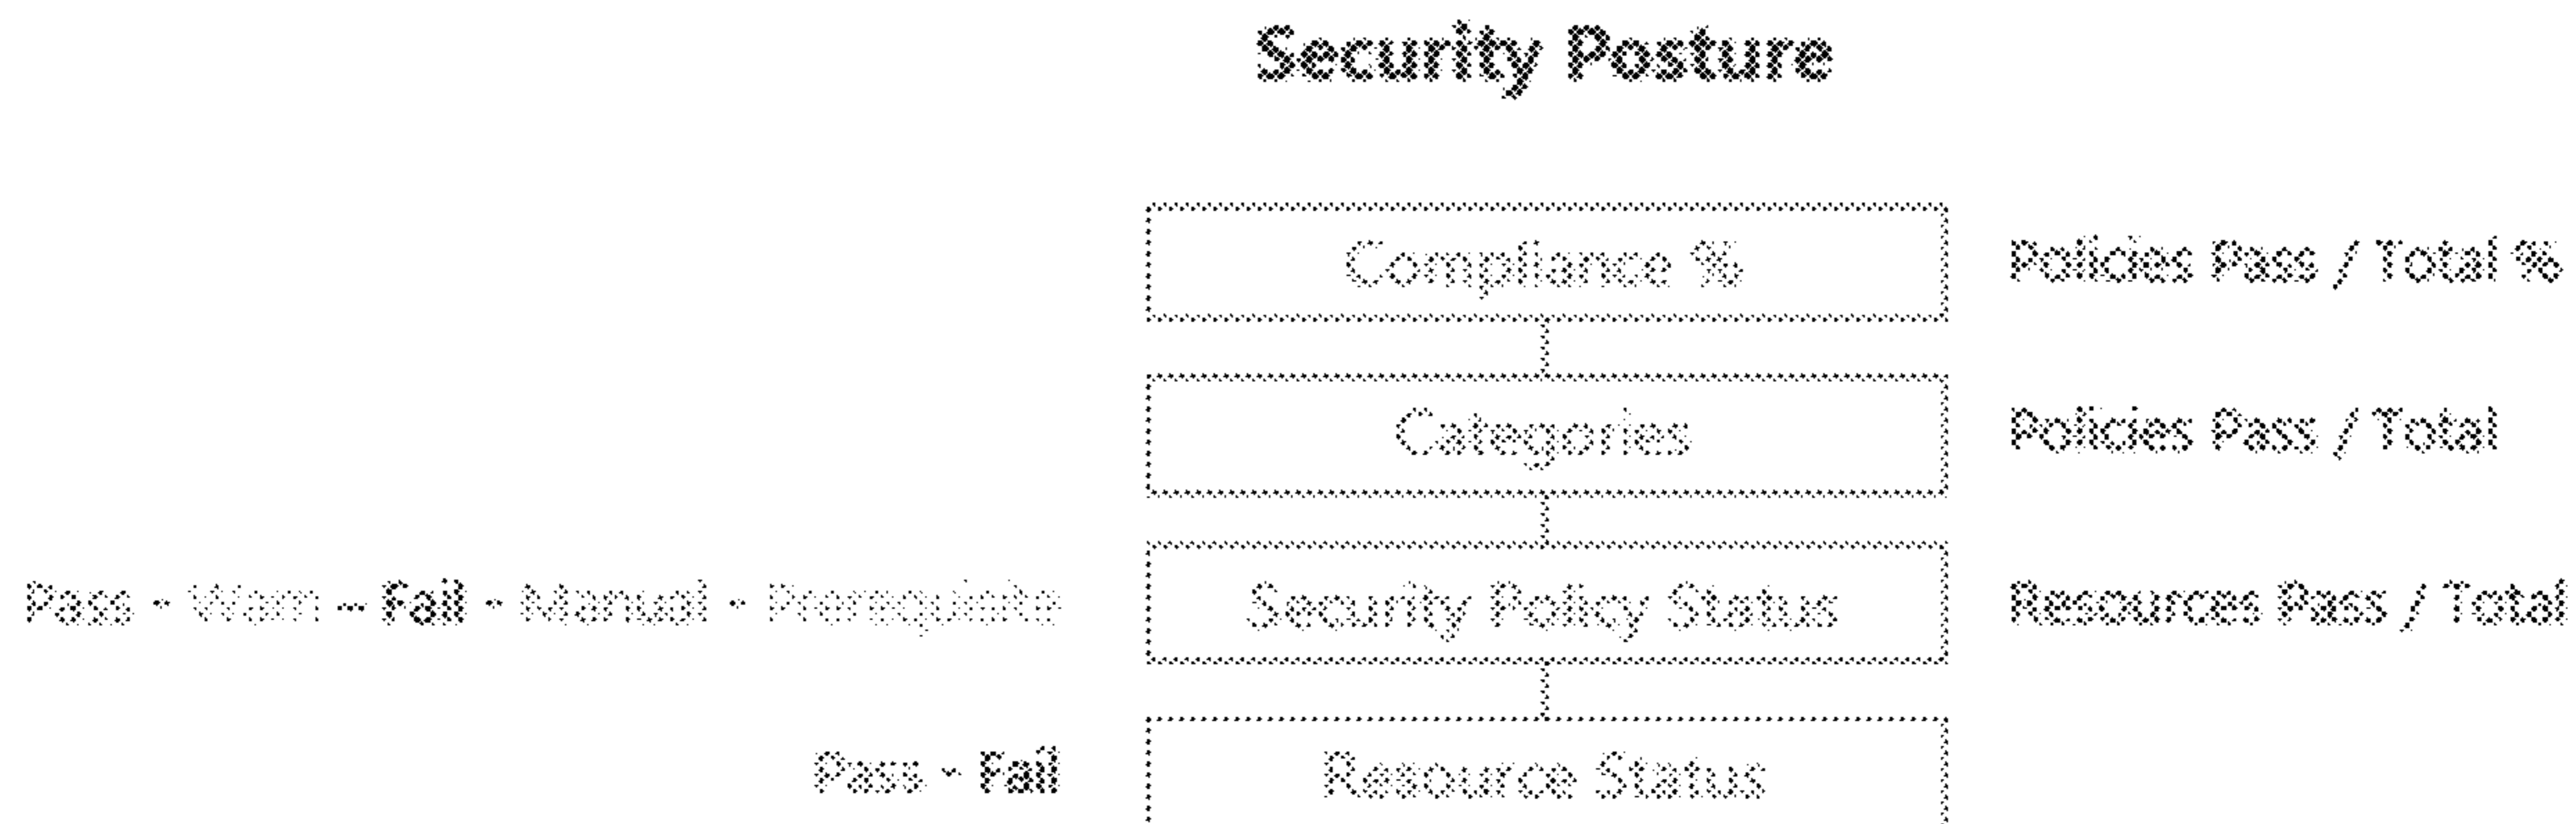 Security Posture
Compliance % Policies Pass / Total %
Categories Policies Pass / Total
Pass - Warn - Fail - Manual - Prerequisite Security Policy Status Resources Pass / Total
Pass - Fail Resource Status